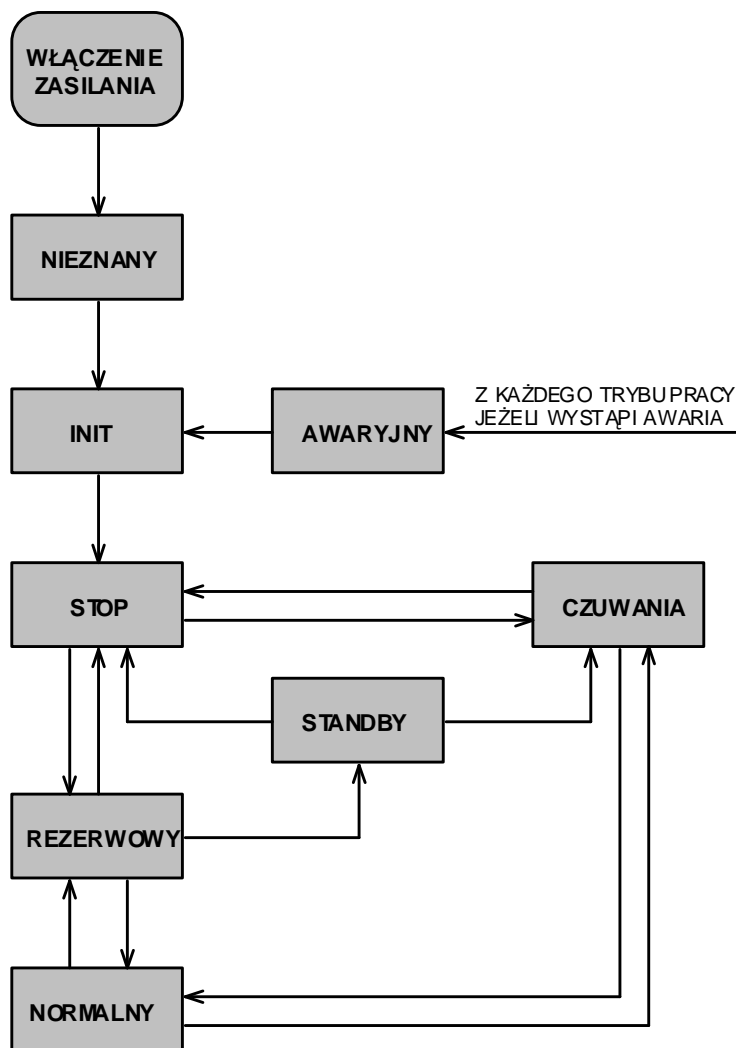 WŁĄCZENIE
ZASILANIA
NIEZNANY
Z KAŻDEGO TRYBU PRACY
JEŻELI WYSTĄPI AWARIA
INIT
AWARYJNY
STOP
CZUWANIA
STANDBY
REZERWOWY
NORMALNY